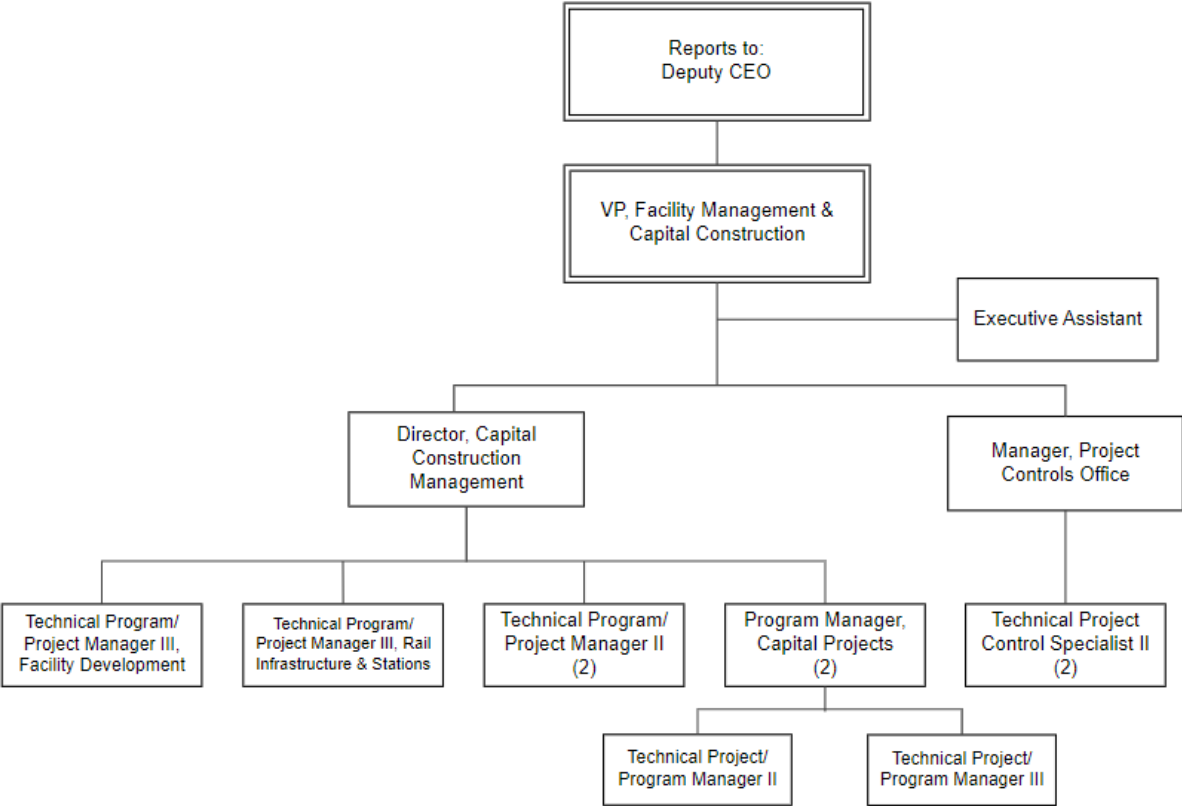 Reports to:
Deputy CEO
VP, Facility Management &
Capital Construction
Executive Assistant
Director, Capital
Construction
Management
Manager, Project
Controls Office
Technical Program/
Project Manager III,
Facility Development
Technical Program/
Project Manager III, Rail
Infrastructure & Stations
Technical Program/
Project Manager II
(2)
Program Manager,
Capital Projects
(2)
Technical Project
Control Specialist II
(2)
Technical Project/
Program Manager II
Technical Project/
Program Manager III